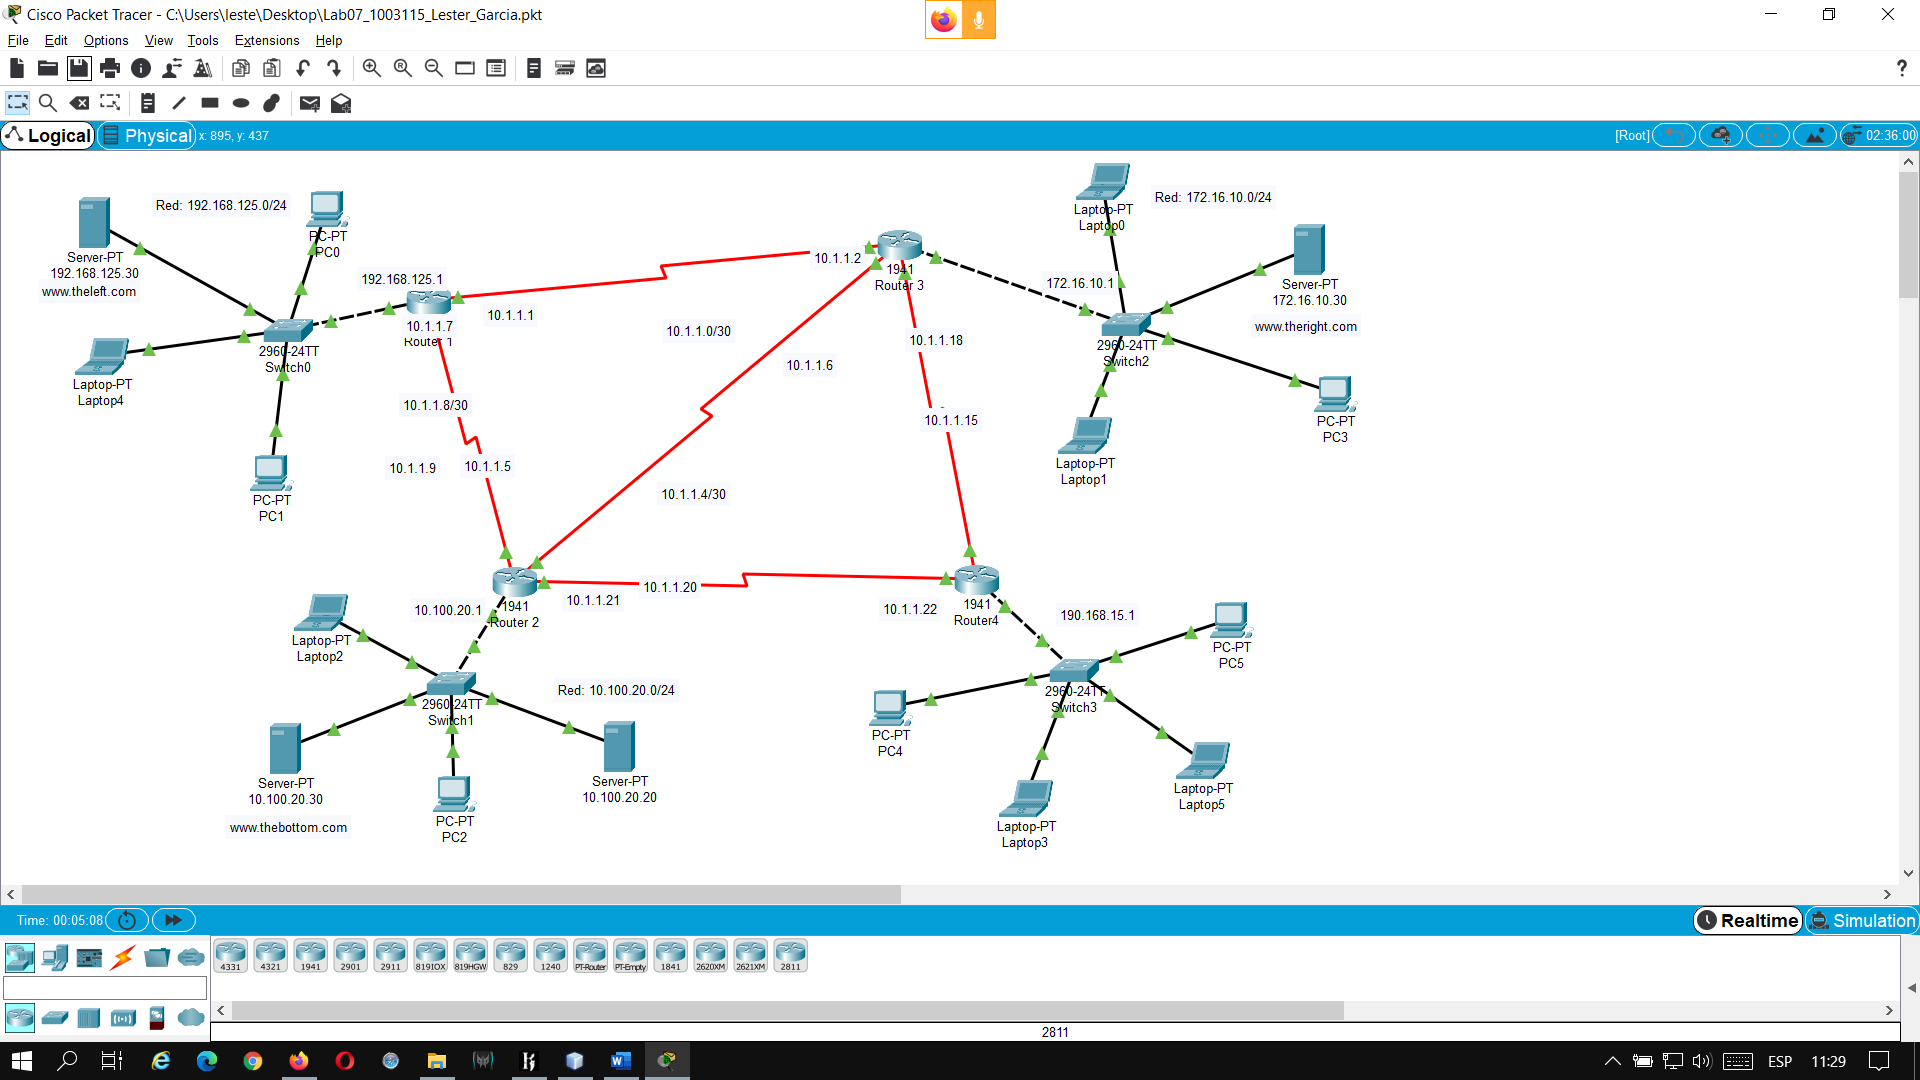 Cisco Packet Tracer - C:\Users\leste\Desktop\Lab07_1003115_Lester_Garcia.pkt
File Edit Options View Tools Extensions Help
Logical Physical x: 895, y: 437
[Root] 02:36:00
Red: 192.168.125.0/24
PC-PT
PC0
Server-PT
192.168.125.30
www.theleft.com
192.168.125.1
10.1.1.7
Router 1
10.1.1.1
2960-24TT
Switch0
Laptop-PT
Laptop4
PC-PT
PC1
10.1.1.8/30
10.1.1.9
10.1.1.5
10.1.1.2
1941
Router 3
10.1.1.0/30
10.1.1.6
10.1.1.18
10.1.1.15
10.1.1.4/30
Laptop-PT
Laptop0
Red: 172.16.10.0/24
172.16.10.1
Server-PT
172.16.10.30
www.theright.com
2960-24TT
Switch2
PC-PT
PC3
Laptop-PT
Laptop1
10.100.20.1
1941
Router 2
10.1.1.21
10.1.1.20
10.1.1.22
1941
Router4
190.168.15.1
Laptop-PT
Laptop2
Red: 10.100.20.0/24
2960-24TT
Switch1
Server-PT
10.100.20.30
www.thebottom.com
PC-PT
PC2
Server-PT
10.100.20.20
PC-PT
PC5
2960-24TT
Switch3
PC-PT
PC4
Laptop-PT
Laptop5
Laptop-PT
Laptop3
Time: 00:05:08
Realtime Simulation
4331 4321 1941 2901 2911 819IOX 819HGW 829 1240 PT-Router PT-Empty 1841 2620XM 2621XM 2811
2811
ESP 11:29